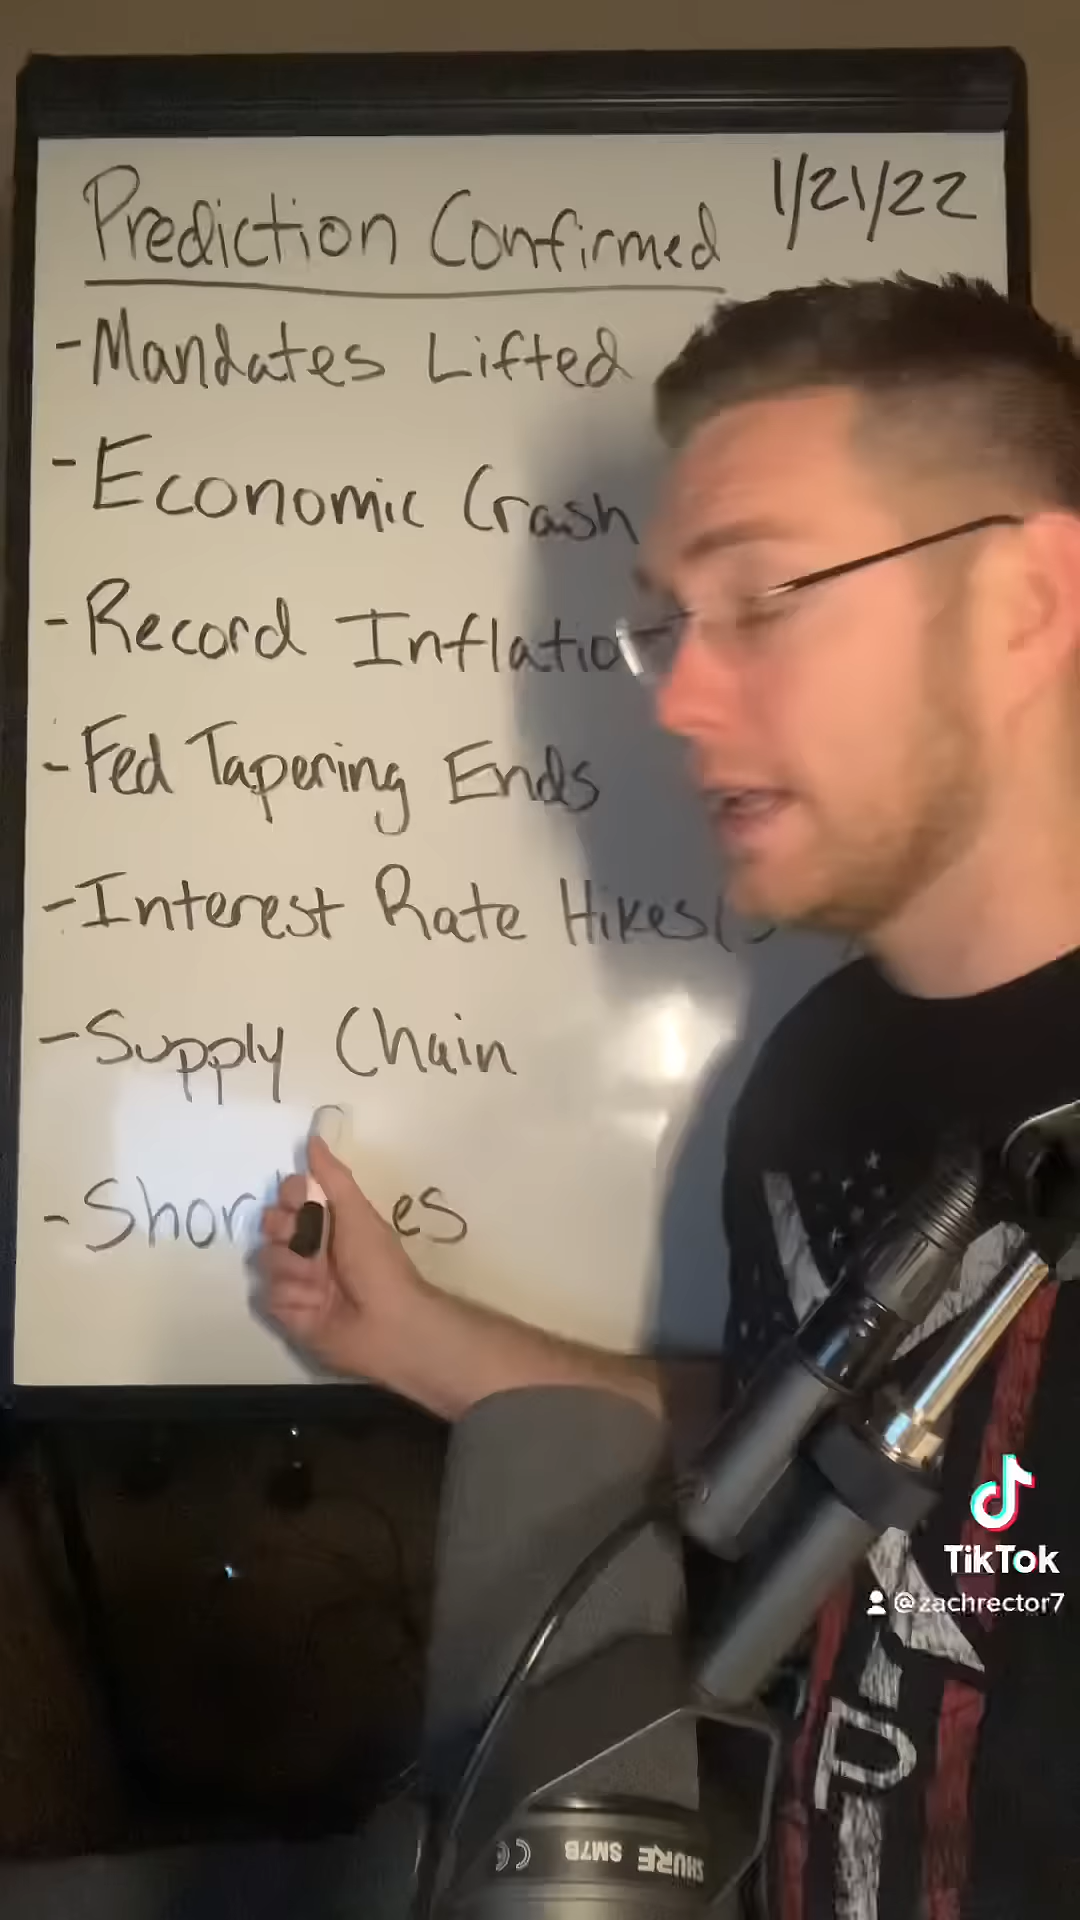 Prediction Confirmed 1/21/22
- Mandates Lifted
- Economic Crash
- Record Inflatio
- Fed Tapering Ends
- Interest Rate Hikes(
- Supply Chain
- Shor es
TikTok
@zachrector7
P
SHURE SM7B CE